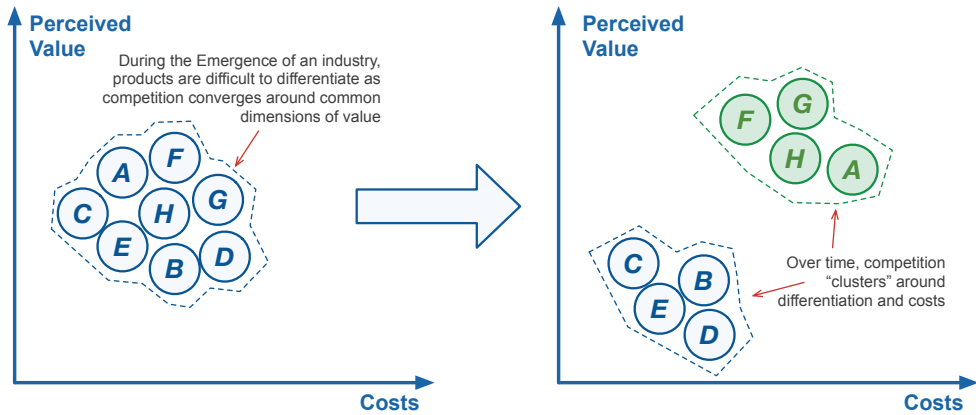 Perceived
Value
During the Emergence of an industry,
products are difficult to differentiate as
competition converges around common
dimensions of value
A
F
C
H
G
E
B
D
Costs
Perceived
Value
F
G
H
A
C
B
E
D
Over time, competition
“clusters” around
differentiation and costs
Costs